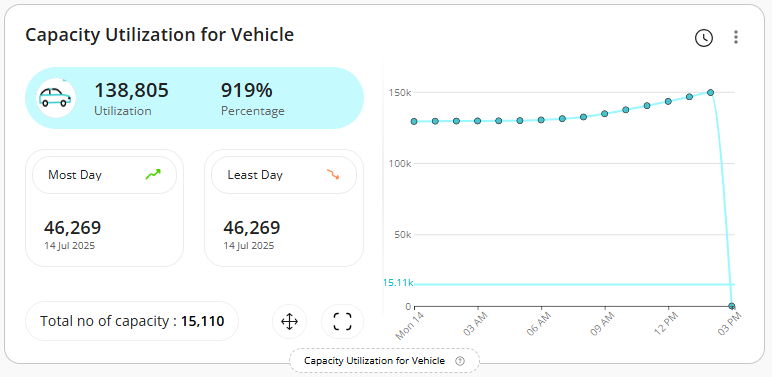 Capacity Utilization for Vehicle
138,805
Utilization
919%
Percentage
Most Day
46,269
14 Jul 2025
Least Day
46,269
14 Jul 2025
Total no of capacity : 15,110
150k
100k
50k
15.11k
0
Mon 14
03 AM
06 AM
09 AM
12 PM
03 PM
Capacity Utilization for Vehicle ?